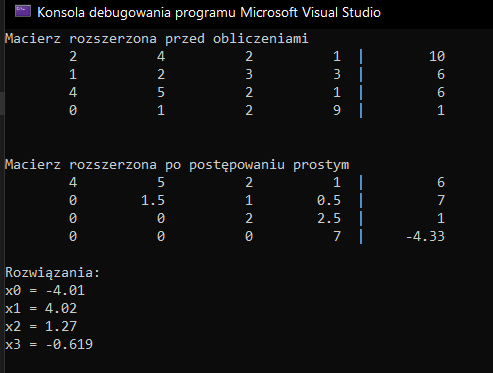 Konsola debugowania programu Microsoft Visual Studio
Macierz rozszerzona przed obliczeniami
2 4 2 1 | 10
1 2 3 3 | 6
4 5 2 1 | 6
0 1 2 9 | 1
Macierz rozszerzona po postępowaniu prostym
4 5 2 1 | 6
0 1.5 1 0.5 | 7
0 0 2 2.5 | 1
0 0 0 7 | -4.33
Rozwiązania:
x0 = -4.01
x1 = 4.02
x2 = 1.27
x3 = -0.619